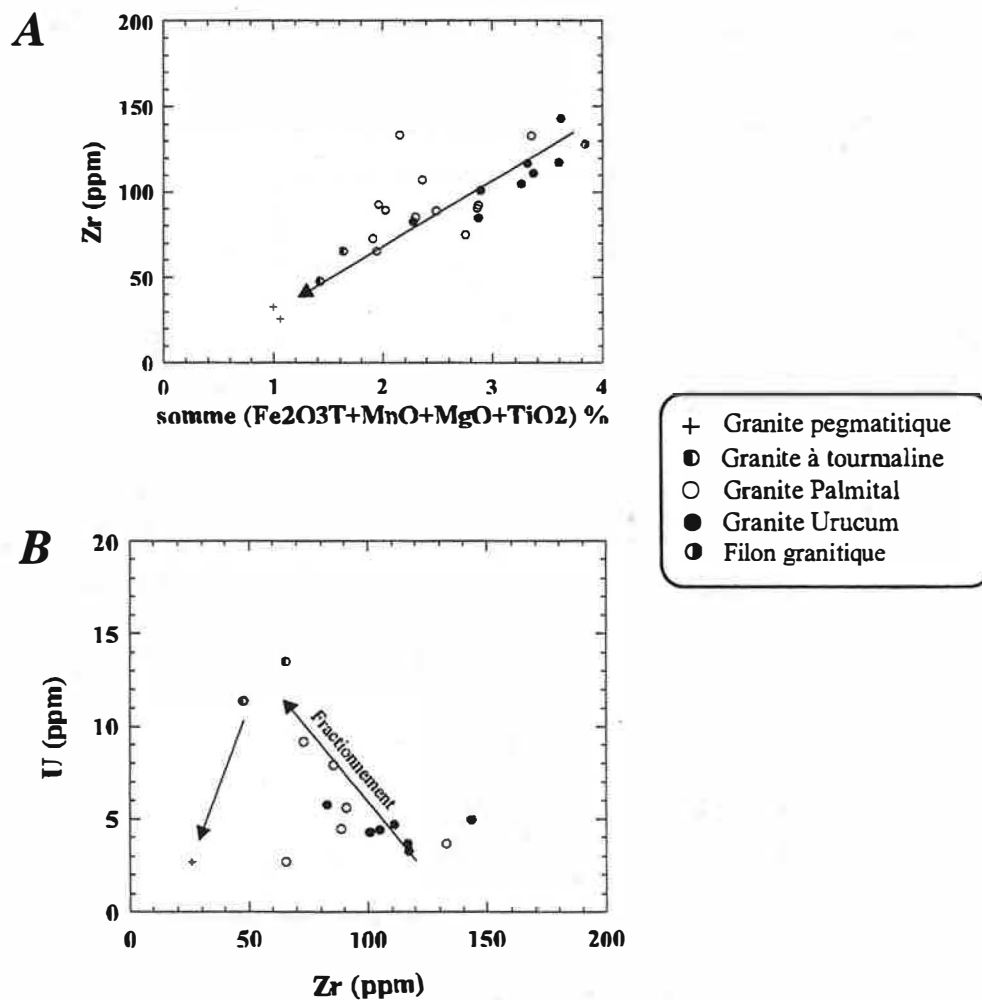 A
200
150
100
50
0
Zr (ppm)
0 1 2 3 4
somme (Fe2O3T+MnO+MgO+TiO2) %
Granite pegmatitique
Granite à tourmaline
Granite Palmital
Granite Urucum
Filon granitique
B
20
15
10
5
0
U (ppm)
Fractionnement
0 50 100 150 200
Zr (ppm)